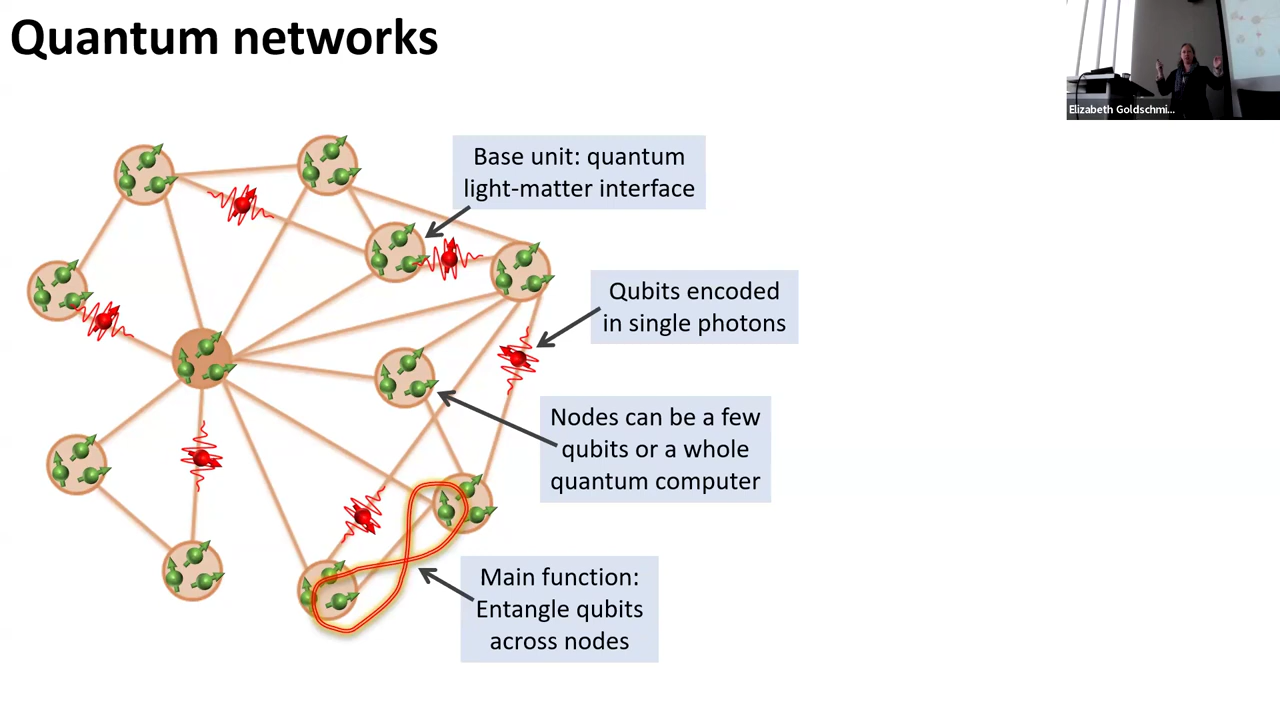 Quantum networks
Elizabeth Goldschmi...
Base unit: quantum
light-matter interface
Qubits encoded
in single photons
Nodes can be a few
qubits or a whole
quantum computer
Main function:
Entangle qubits
across nodes